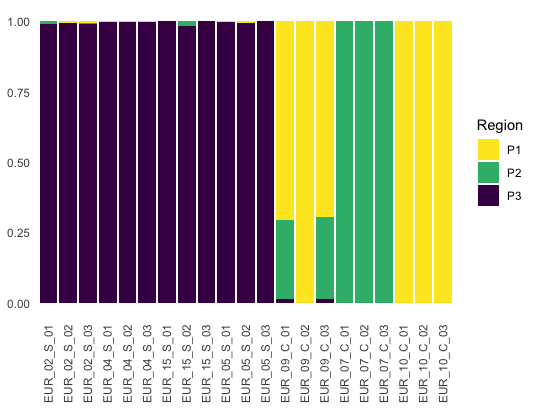 1.00
0.75
0.50
0.25
0.00
EUR_02_S_01
EUR_02_S_02
EUR_02_S_03
EUR_04_S_01
EUR_04_S_02
EUR_04_S_03
EUR_15_S_01
EUR_15_S_02
EUR_15_S_03
EUR_05_S_01
EUR_05_S_02
EUR_05_S_03
EUR_09_C_01
EUR_09_C_02
EUR_09_C_03
EUR_07_C_01
EUR_07_C_02
EUR_07_C_03
EUR_10_C_01
EUR_10_C_02
EUR_10_C_03
Region
P1
P2
P3